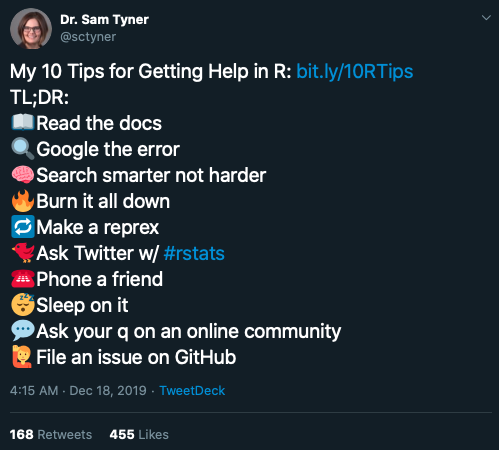 Dr. Sam Tyner
@sctyner
My 10 Tips for Getting Help in R: bit.ly/10RTips
TL;DR:
📖Read the docs
🔍Google the error
🧠Search smarter not harder
🔥Burn it all down
🔁Make a reprex
🐦Ask Twitter w/ #rstats
☎️Phone a friend
😴Sleep on it
💬Ask your q on an online community
🙋File an issue on GitHub
4:15 AM · Dec 18, 2019 · TweetDeck
168 Retweets 455 Likes